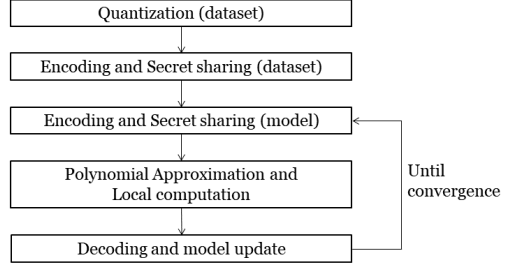 Quantization (dataset)
Encoding and Secret sharing (dataset)
Encoding and Secret sharing (model)
Polynomial Approximation and
Local computation
Until
convergence
Decoding and model update